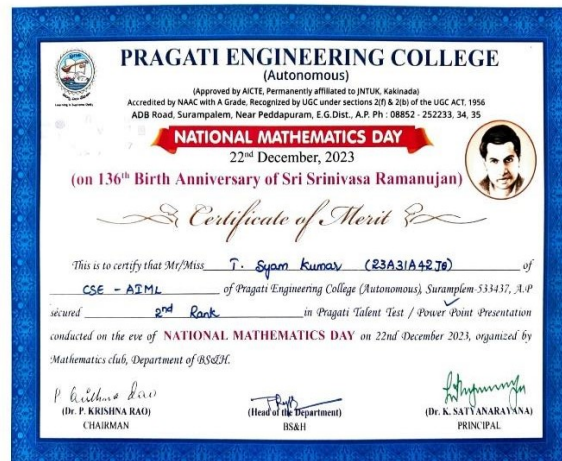 PRAGATI ENGINEERING COLLEGE
(Autonomous)
(Approved by AICTE, Permanently affiliated to JNTUK, Kakinada)
Accredited by NAAC with A Grade, Recognized by UGC under sections 2(f) & 2(b) of the UGC ACT, 1956
ADB Road, Surampalem, Near Peddapuram, E.G.Dist., A.P. Ph : 08852 - 252233, 34, 35
NATIONAL MATHEMATICS DAY
22nd December, 2023
(on 136th Birth Anniversary of Sri Srinivasa Ramanujan)
Certificate of Merit
This is to certify that Mr/Miss T. Syam Kumar (23A31A42J0) of
CSE - AIML of Pragati Engineering College (Autonomous), Suramplem-533437, A.P
secured 2nd Rank in Pragati Talent Test / Power Point Presentation
conducted on the eve of NATIONAL MATHEMATICS DAY on 22nd December 2023, organized by
Mathematics club, Department of BS&H.
P. Krishna Rao
(Dr. P. KRISHNA RAO)
CHAIRMAN
(Head of the Department)
BS&H
(Dr. K. SATYANARAYANA)
PRINCIPAL